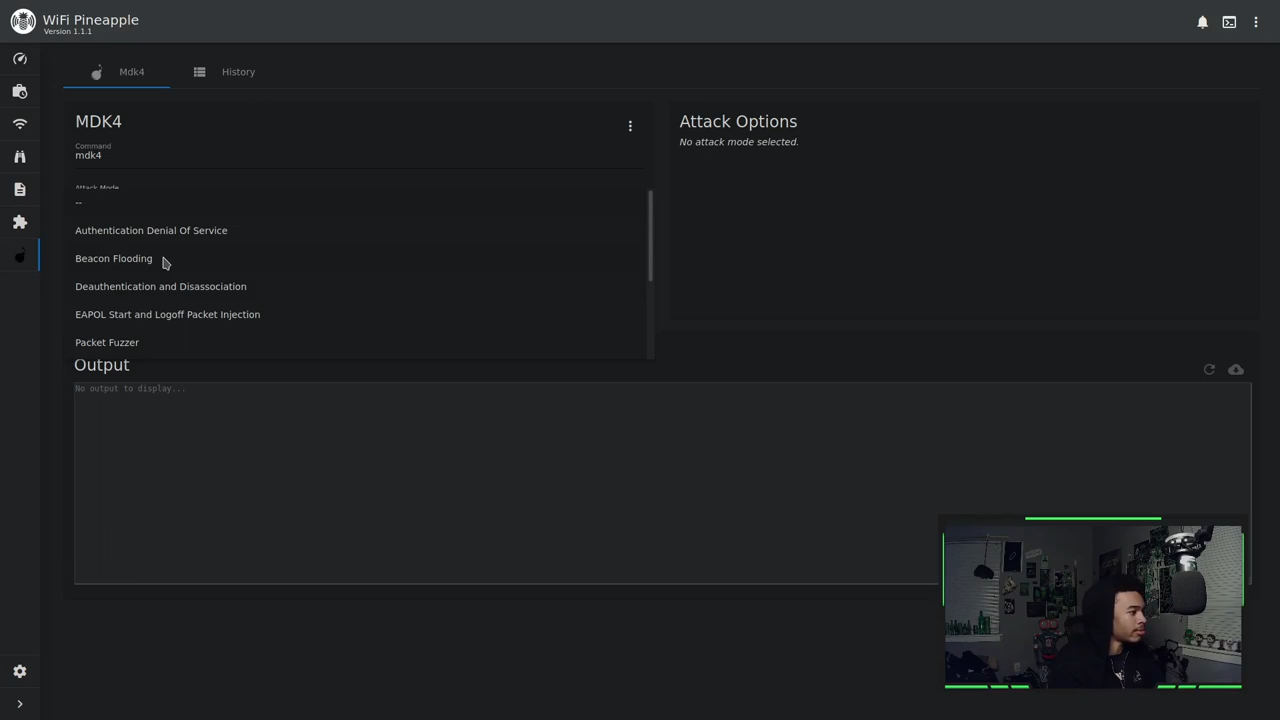 WiFi Pineapple
Version 1.1.1
Mdk4
History
MDK4
Command
mdk4
Attack Mode
--
Authentication Denial Of Service
Beacon Flooding
Deauthentication and Disassociation
EAPOL Start and Logoff Packet Injection
Packet Fuzzer
Attack Options
No attack mode selected.
Output
No output to display...